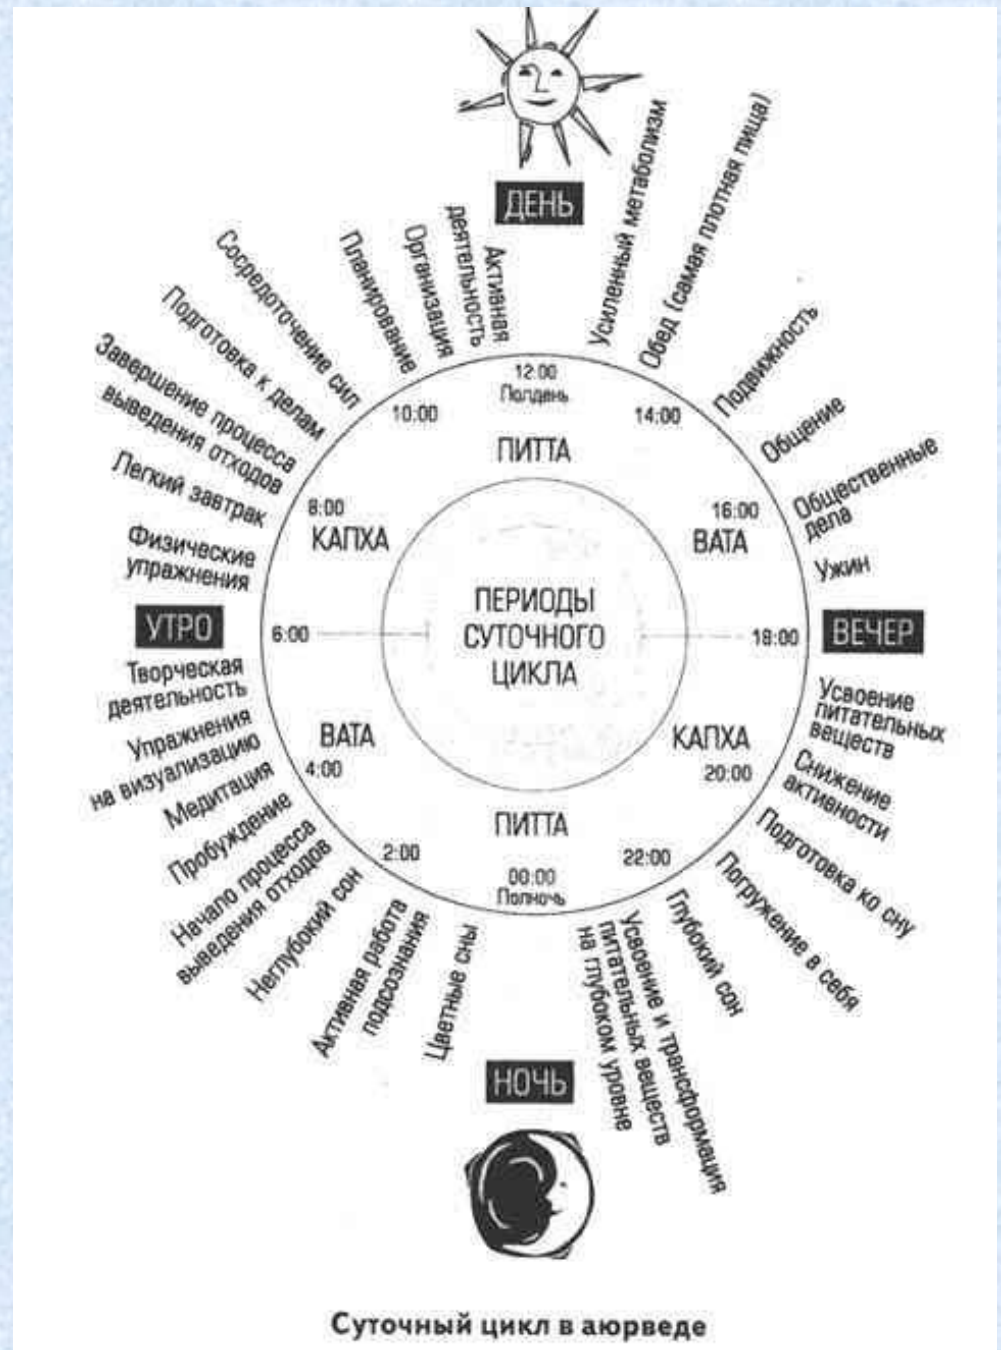 ДЕНЬ
Усиленный метаболизм
Обед (самая плотная пища)
Подвижность
Общение
Общественные
дела
Ужин
ВЕЧЕР
Усвоение
питательных
веществ
Снижение
активности
Подготовка ко сну
Погружение в себя
Глубокий сон
Усвоение и трансформация
питательных веществ
на глубоком уровне
НОЧЬ
Цветные сны
Активная работа
подсознания
Неглубокий сон
Начало процесса
выведения отходов
Пробуждение
Медитация
Упражнения
на визуализацию
Творческая
деятельность
УТРО
Физические
упражнения
Легкий завтрак
Завершение процесса
выведения отходов
Подготовка к делам
Сосредоточение сил
Планирование
Организация
Активная
деятельность
12:00
Полдень
10:00
14:00
ПИТТА
8:00
16:00
КАПХА
ВАТА
ПЕРИОДЫ
СУТОЧНОГО
ЦИКЛА
6:00
18:00
ВАТА
КАПХА
4:00
20:00
ПИТТА
2:00
22:00
00:00
Полночь
Суточный цикл в аюрведе